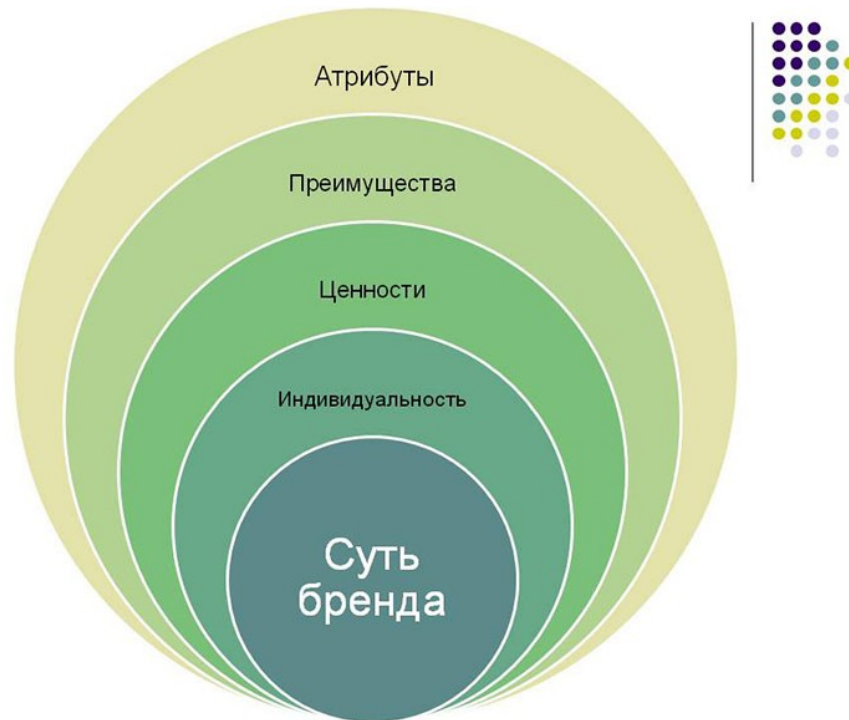 Атрибуты
Преимущества
Ценности
Индивидуальность
Суть
бренда